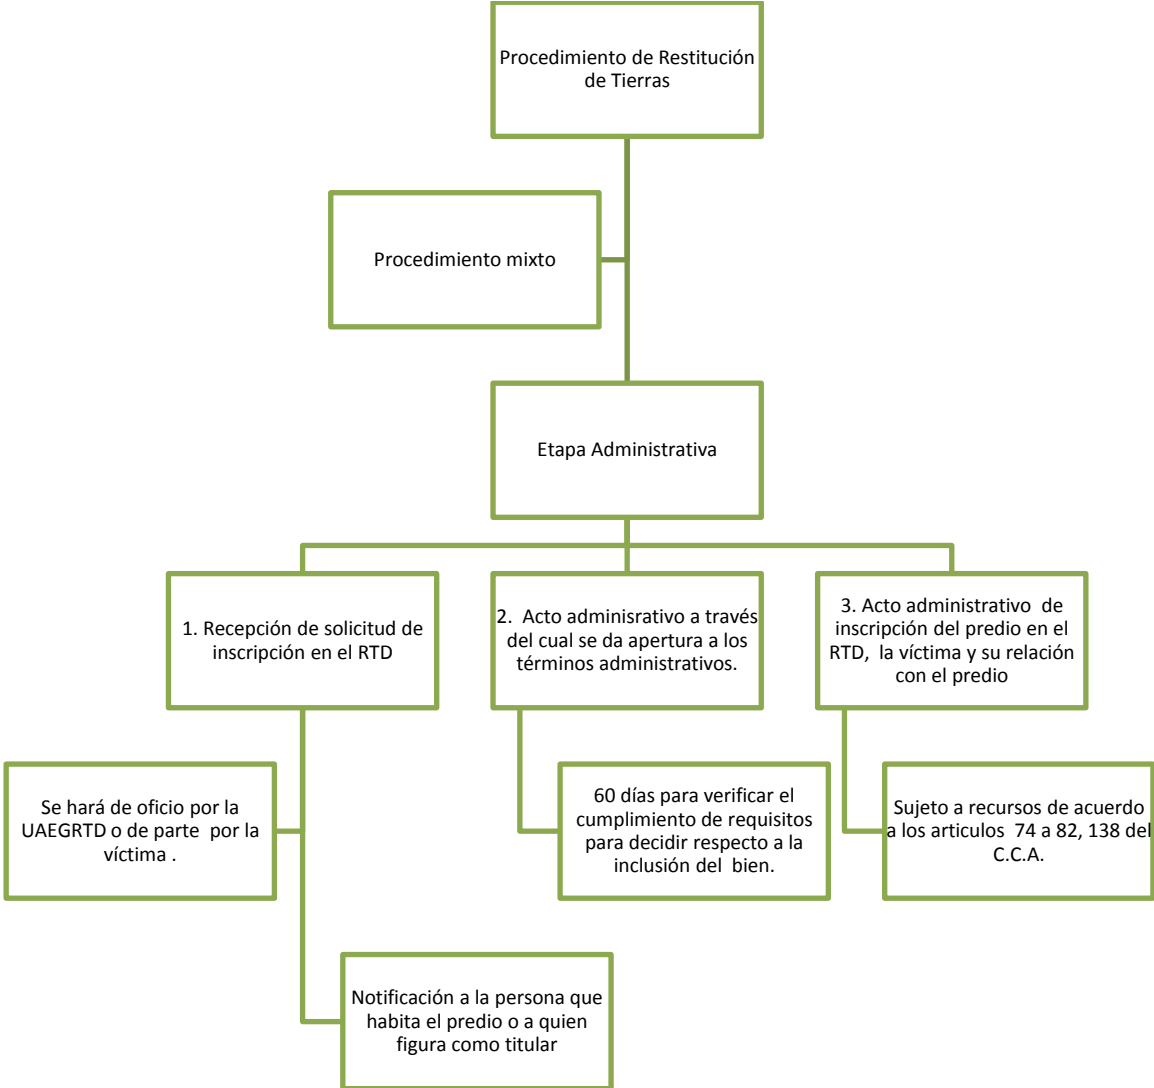 Procedimiento de Restitución
de Tierras
Procedimiento mixto
Etapa Administrativa
1. Recepción de solicitud de
inscripción en el RTD
2. Acto adminisrativo a través
del cual se da apertura a los
términos administrativos.
3. Acto administrativo de
inscripción del predio en el
RTD, la víctima y su relación
con el predio
Se hará de oficio por la
UAEGRTD o de parte por la
víctima .
60 días para verificar el
cumplimiento de requisitos
para decidir respecto a la
inclusión del bien.
Sujeto a recursos de acuerdo
a los articulos 74 a 82, 138 del
C.C.A.
Notificación a la persona que
habita el predio o a quien
figura como titular